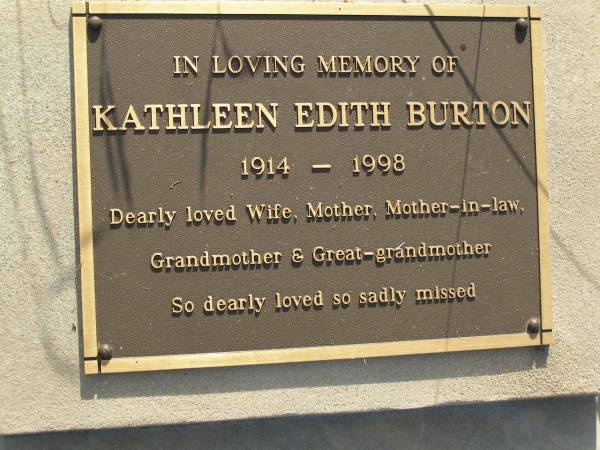 IN LOVING MEMORY OF
KATHLEEN EDITH BURTON
1914 – 1998
Dearly loved Wife, Mother, Mother-in-law,
Grandmother & Great-grandmother
So dearly loved so sadly missed